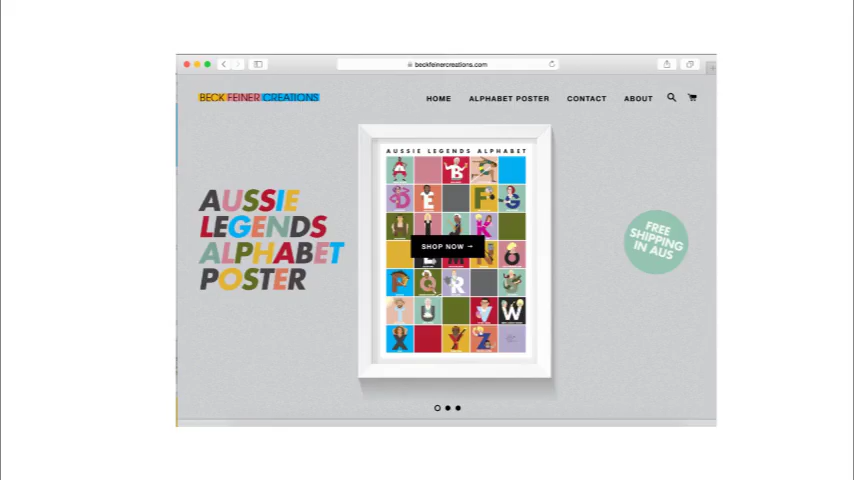 beckfeinercreations.com
BECK FEINER CREATIONS
HOME ALPHABET POSTER CONTACT ABOUT
AUSSIE LEGENDS ALPHABET
AUSSIE
LEGENDS
ALPHABET
POSTER
A B
D E F G
K
SHOP NOW →
L M N O
P Q R
T U V W
X Y Z
FREE
SHIPPING
IN AUS